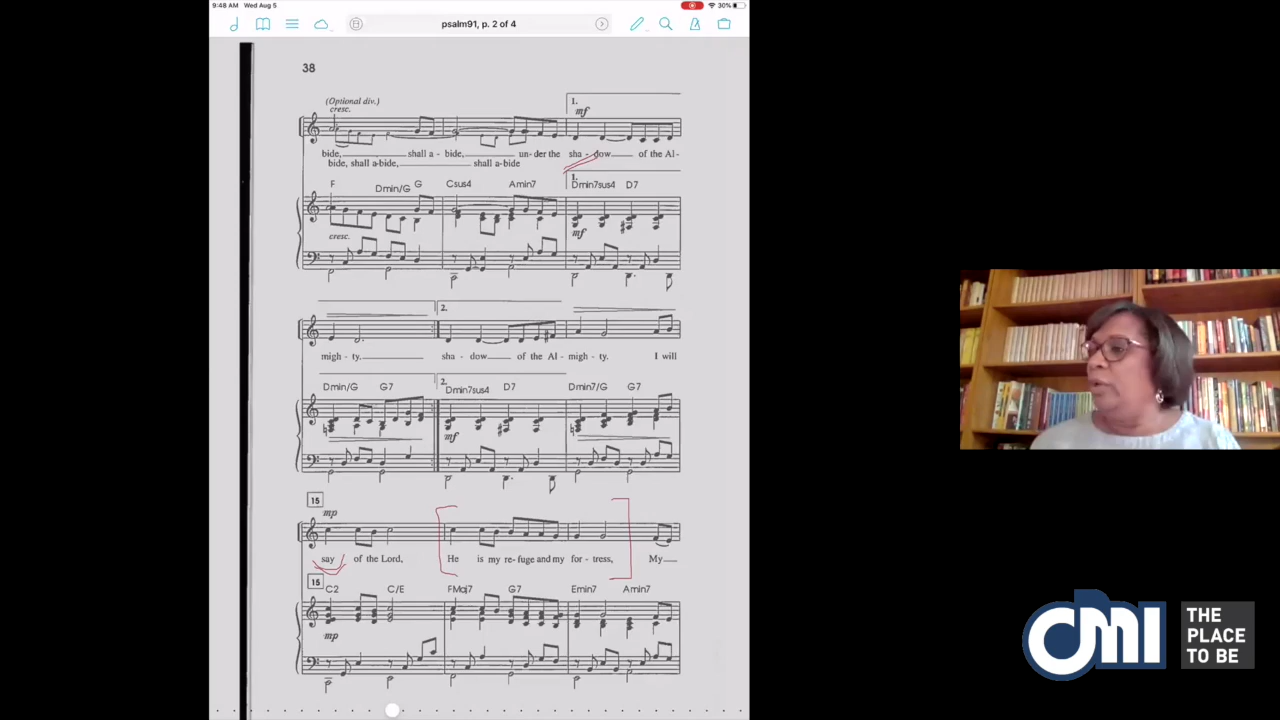 9:48 AM Wed Aug 5
30%
psalm91, p. 2 of 4
38
(Optional div.)
cresc.
1.
mf
bide, shall a - bide, un- der the sha - dow of the Al-
bide, shall a-bide, shall a-bide
1.
F Dmin/G G Csus4 Amin7 Dmin7sus4 D7
cresc.
mf
2.
migh - ty. sha - dow of the Al - migh - ty. I will
2.
Dmin/G G7 Dmin7sus4 D7 Dmin7/G G7
mf
15
mp
say of the Lord, He is my re-fuge and my for - tress, My
15
C2 C/E FMaj7 G7 Emin7 Amin7
mp
CMI
THE
PLACE
TO BE